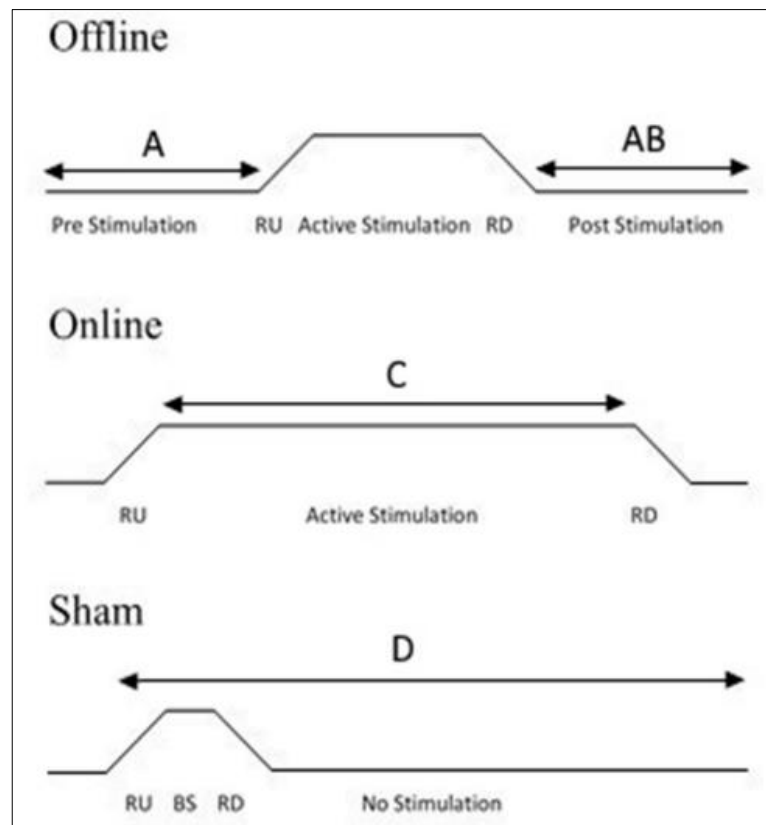 Offline
A AB
Pre Stimulation RU Active Stimulation RD Post Stimulation
Online
C
RU Active Stimulation RD
Sham
D
RU BS RD No Stimulation